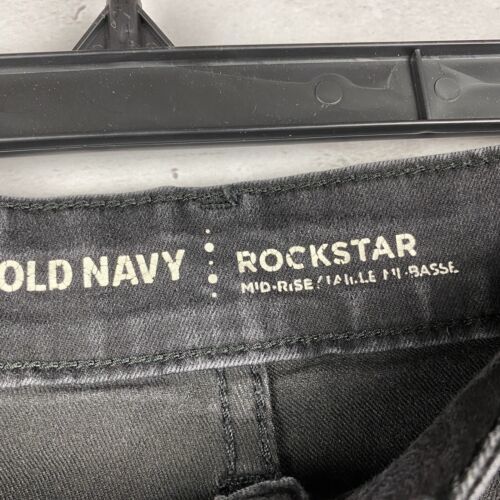 OLD NAVY
ROCKSTAR
MID-RISE / TAILLE MI-BASSE